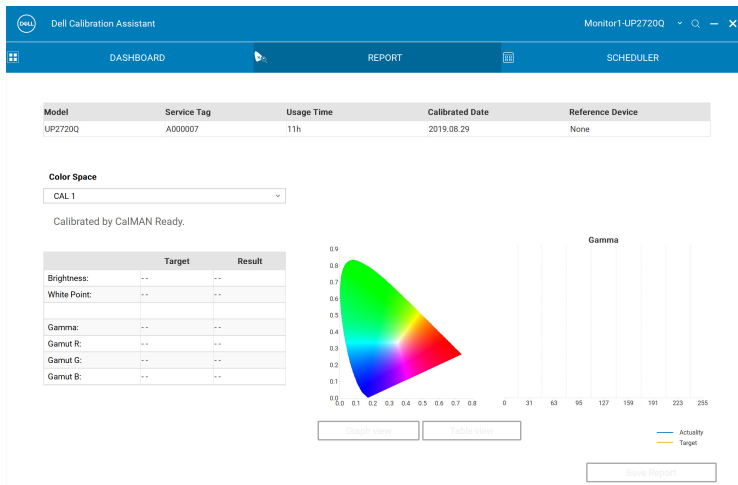 DELL Dell Calibration Assistant Monitor1-UP2720Q
DASHBOARD REPORT SCHEDULER
Model Service Tag Usage Time Calibrated Date Reference Device
UP2720Q A000007 11h 2019.08.29 None
Color Space
CAL 1
Calibrated by CalMAN Ready.
Target Result
Brightness: -- --
White Point: -- --
Gamma: -- --
Gamut R: -- --
Gamut G: -- --
Gamut B: -- --
0.9
0.8
0.7
0.6
0.5
0.4
0.3
0.2
0.1
0.0
0.0 0.1 0.2 0.3 0.4 0.5 0.6 0.7 0.8
Gamma
0 31 63 95 127 159 191 223 255
Graph view Table view
Actuality
Target
Save Report